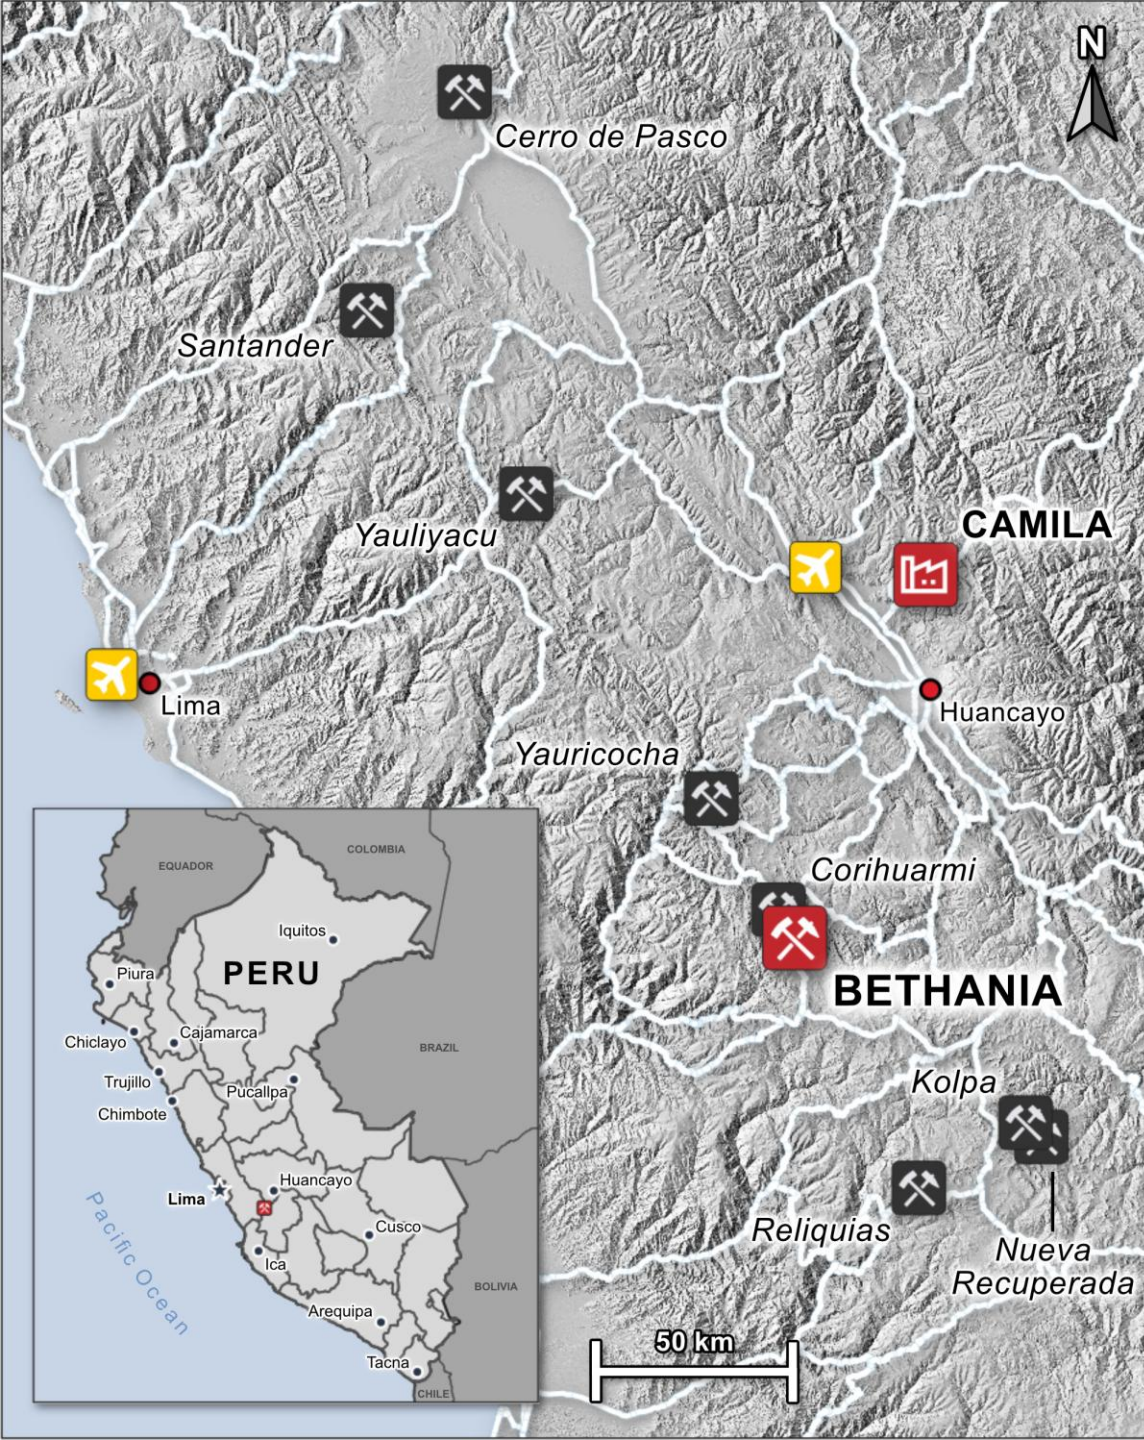 N
Cerro de Pasco
Santander
CAMILA
Yauliyacu
Lima
Huancayo
Yauricocha
Corihuarmi
BETHANIA
Kolpa
Reliquias
Nueva
Recuperada
50 km
EQUADOR
COLOMBIA
Iquitos
PERU
Piura
Cajamarca
Chiclayo
BRAZIL
Trujillo
Pucallpa
Chimbote
Huancayo
Lima
Cusco
Pacific Ocean
Ica
BOLIVIA
Arequipa
Tacna
CHILE